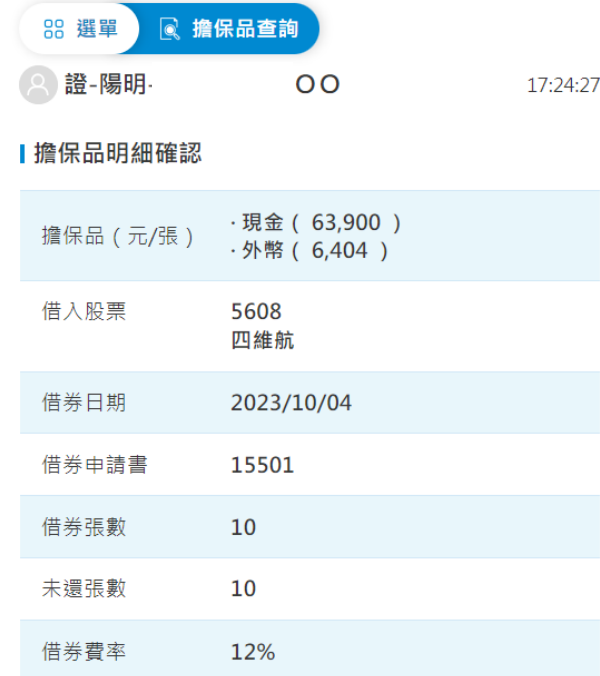 選單 擔保品查詢
證-陽明· OO 17:24:27
擔保品明細確認
擔保品 ( 元/張 )
·現金 ( 63,900 )
·外幣 ( 6,404 )
借入股票 5608
四維航
借券日期 2023/10/04
借券申請書 15501
借券張數 10
未還張數 10
借券費率 12%